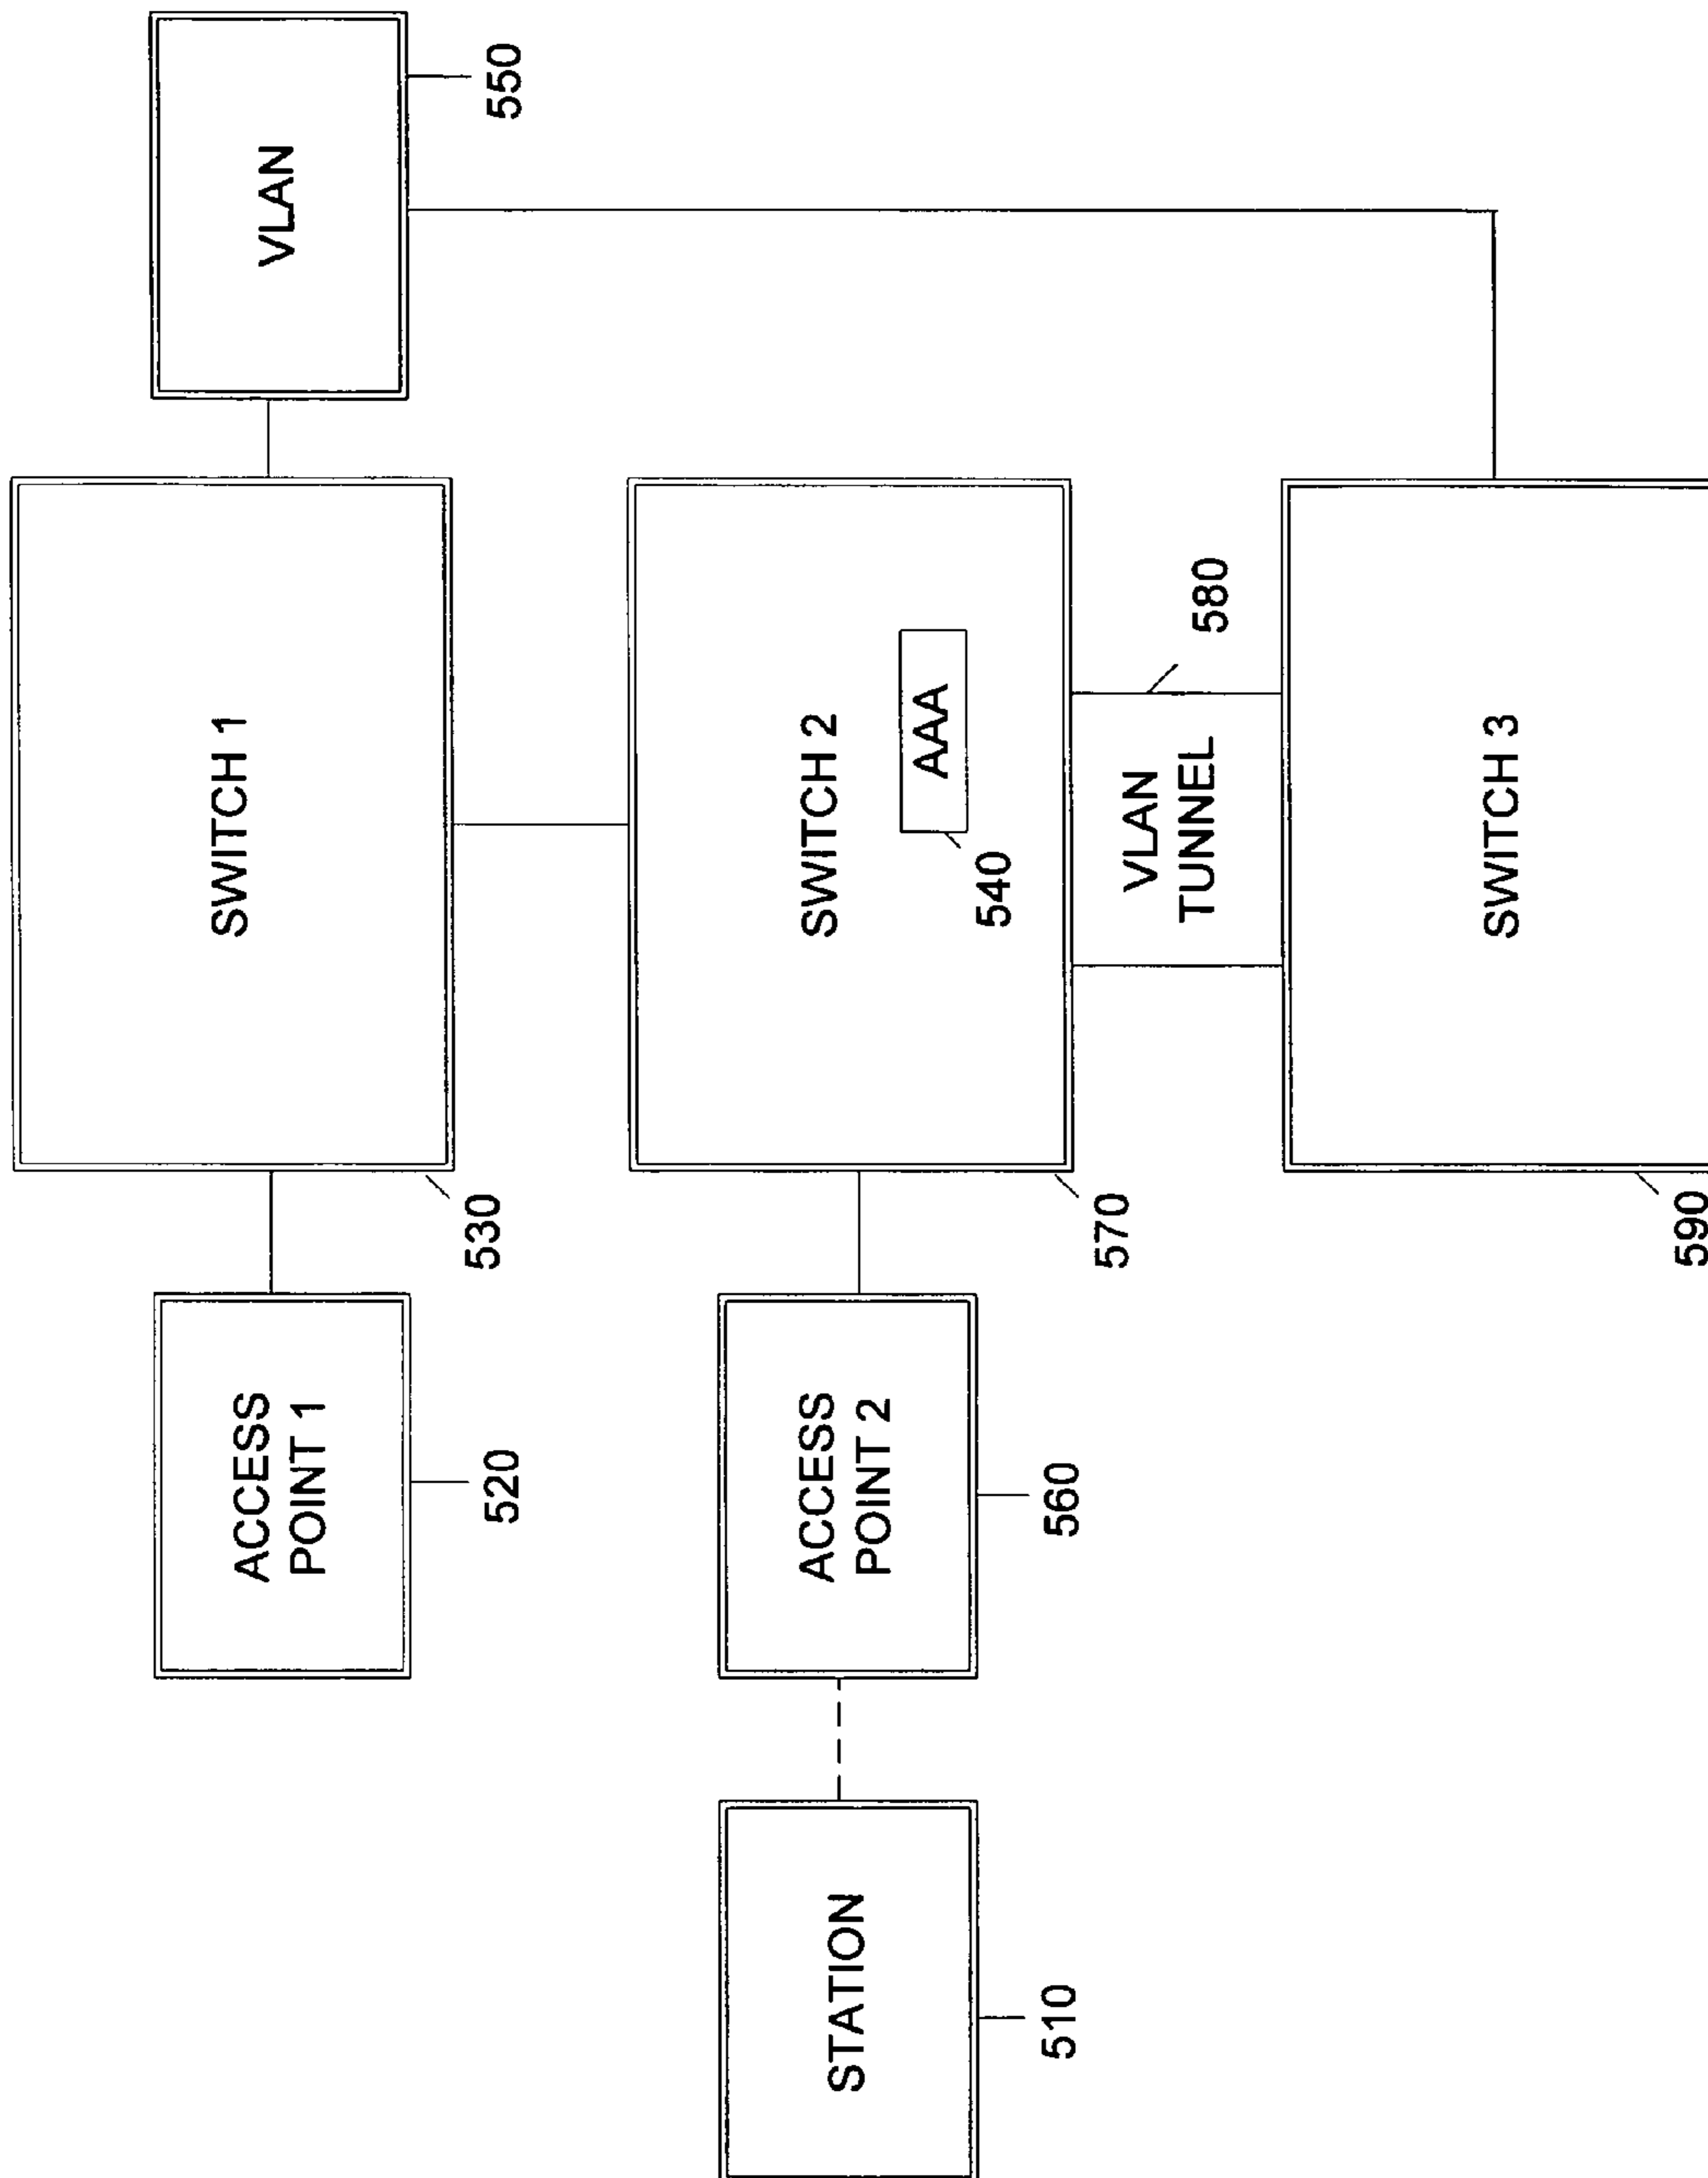 VLAN
550
SWITCH 1
530
ACCESS
POINT 1
520
SWITCH 2
AAA
540
570
ACCESS
POINT 2
560
STATION
510
VLAN
TUNNEL
580
SWITCH 3
590